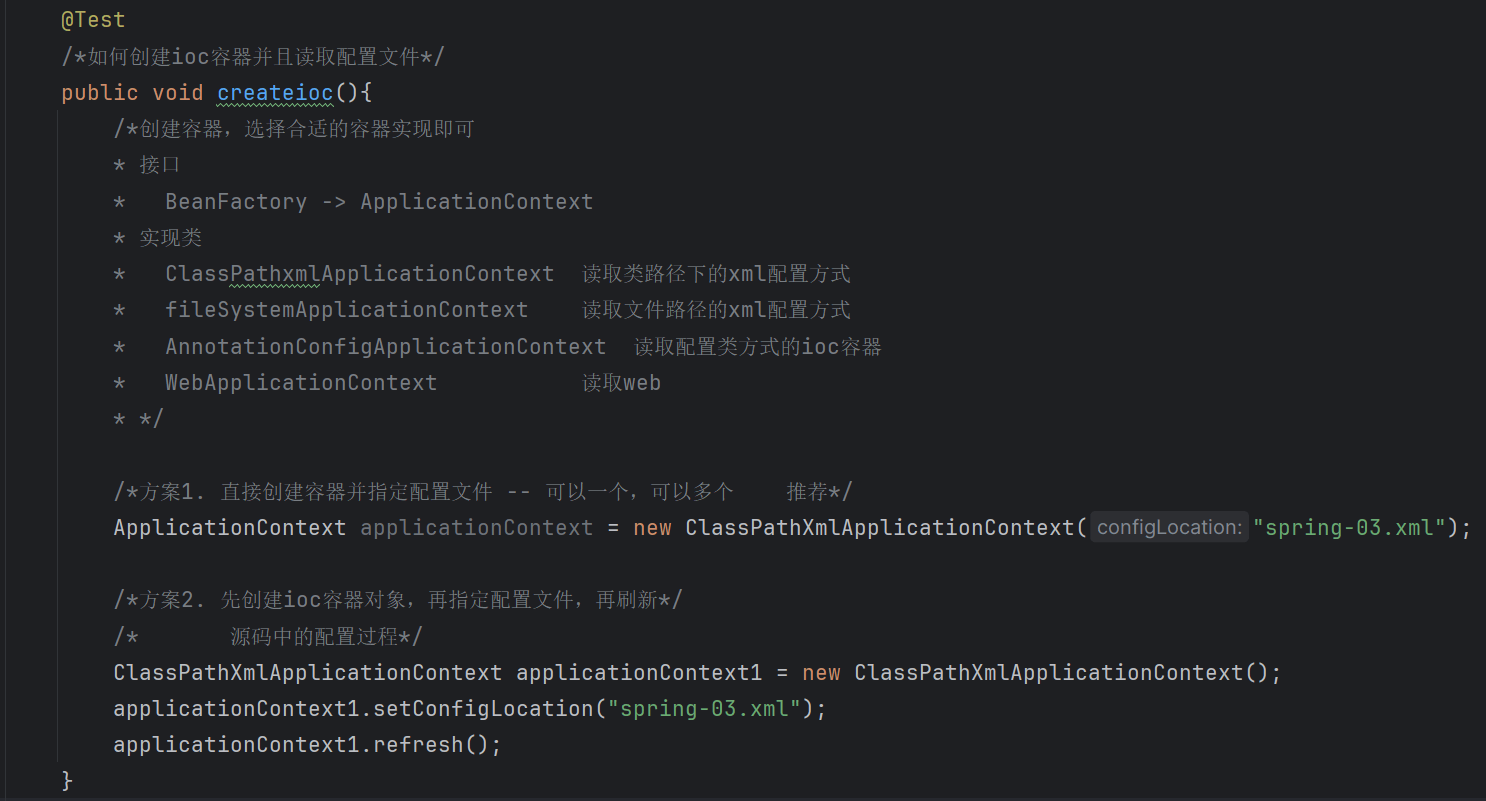 @Test
/*如何创建ioc容器并且读取配置文件*/
public void createioc(){
/*创建容器，选择合适的容器实现即可
* 接口
*   BeanFactory -> ApplicationContext
* 实现类
*   ClassPathxmlApplicationContext  读取类路径下的xml配置方式
*   fileSystemApplicationContext    读取文件路径的xml配置方式
*   AnnotationConfigApplicationContext  读取配置类方式的ioc容器
*   WebApplicationContext           读取web
* */
/*方案1. 直接创建容器并指定配置文件 -- 可以一个，可以多个    推荐*/
ApplicationContext applicationContext = new ClassPathXmlApplicationContext( configLocation: "spring-03.xml");
/*方案2. 先创建ioc容器对象，再指定配置文件，再刷新*/
/*       源码中的配置过程*/
ClassPathXmlApplicationContext applicationContext1 = new ClassPathXmlApplicationContext();
applicationContext1.setConfigLocation("spring-03.xml");
applicationContext1.refresh();
}